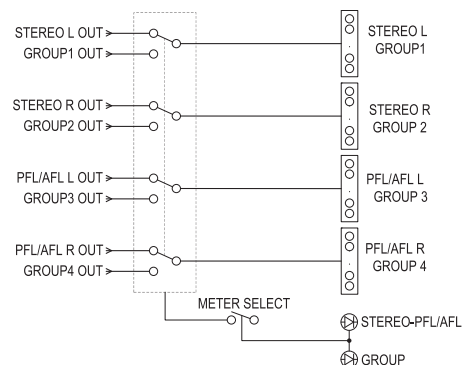 STEREO L OUT
GROUP1 OUT
STEREO L
GROUP1
STEREO R OUT
GROUP2 OUT
STEREO R
GROUP 2
PFL/AFL L OUT
GROUP3 OUT
PFL/AFL L
GROUP 3
PFL/AFL R OUT
GROUP4 OUT
PFL/AFL R
GROUP 4
METER SELECT
STEREO-PFL/AFL
GROUP